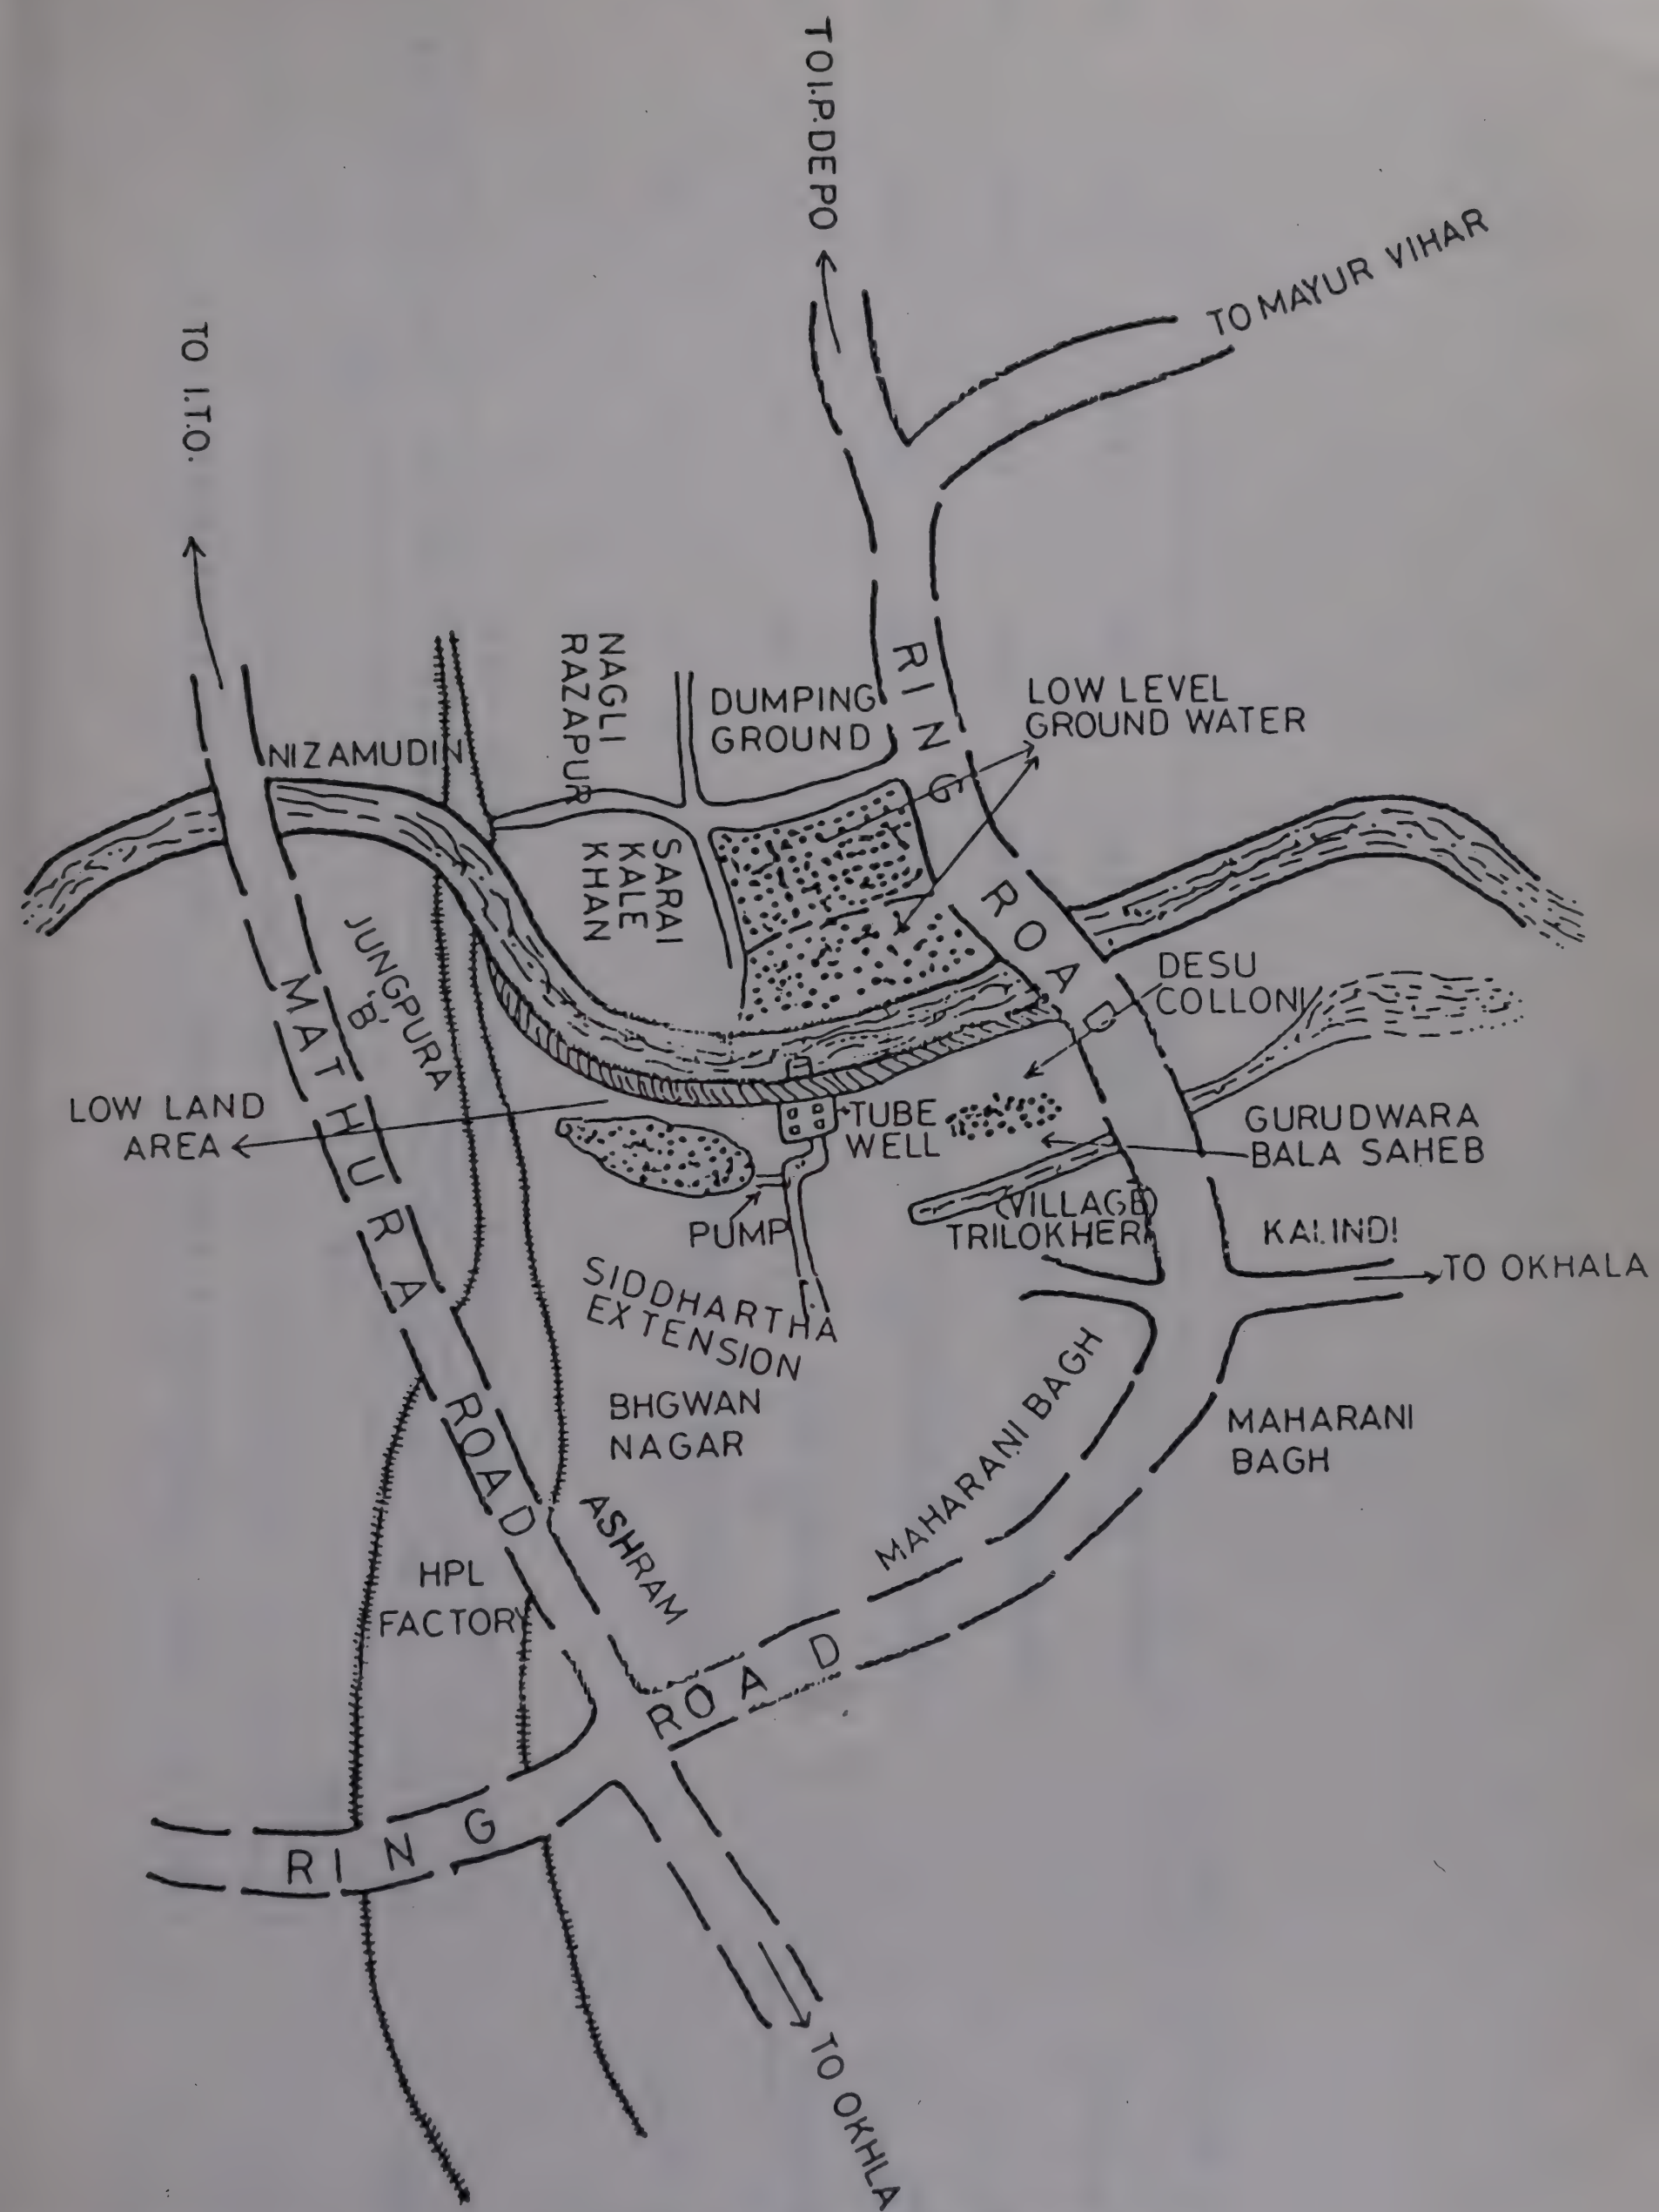 TO I.P. DEPO
TO MAYUR VIHAR
TO I.T.O.
NAGLI
RAZAPUR
DUMPING
GROUND
RING
ROAD
LOW LEVEL
GROUND WATER
NIZAMUDIN
SARAI
KALE
KHAN
JUNGPURA
'B'
MATHURA
ROAD
DESU
COLLONI
LOW LAND
AREA
TUBE
WELL
GURUDWARA
BALA SAHEB
PUMP
(VILLAGE)
TRILOKHERI
KALINDI
TO OKHALA
SIDDHARTHA
EXTENSION
BHGWAN
NAGAR
MAHARANI BAGH
MAHARANI
BAGH
ASHRAM
HPL
FACTORY
RING
ROAD
TO OKHLA